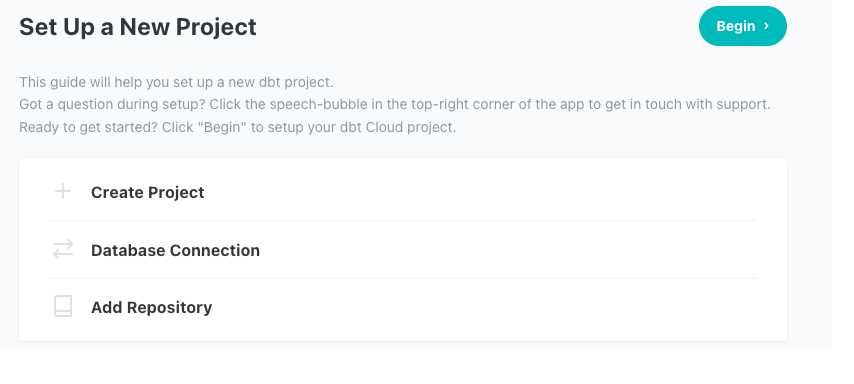 Set Up a New Project
Begin ›
This guide will help you set up a new dbt project.
Got a question during setup? Click the speech-bubble in the top-right corner of the app to get in touch with support.
Ready to get started? Click "Begin" to setup your dbt Cloud project.
Create Project
Database Connection
Add Repository